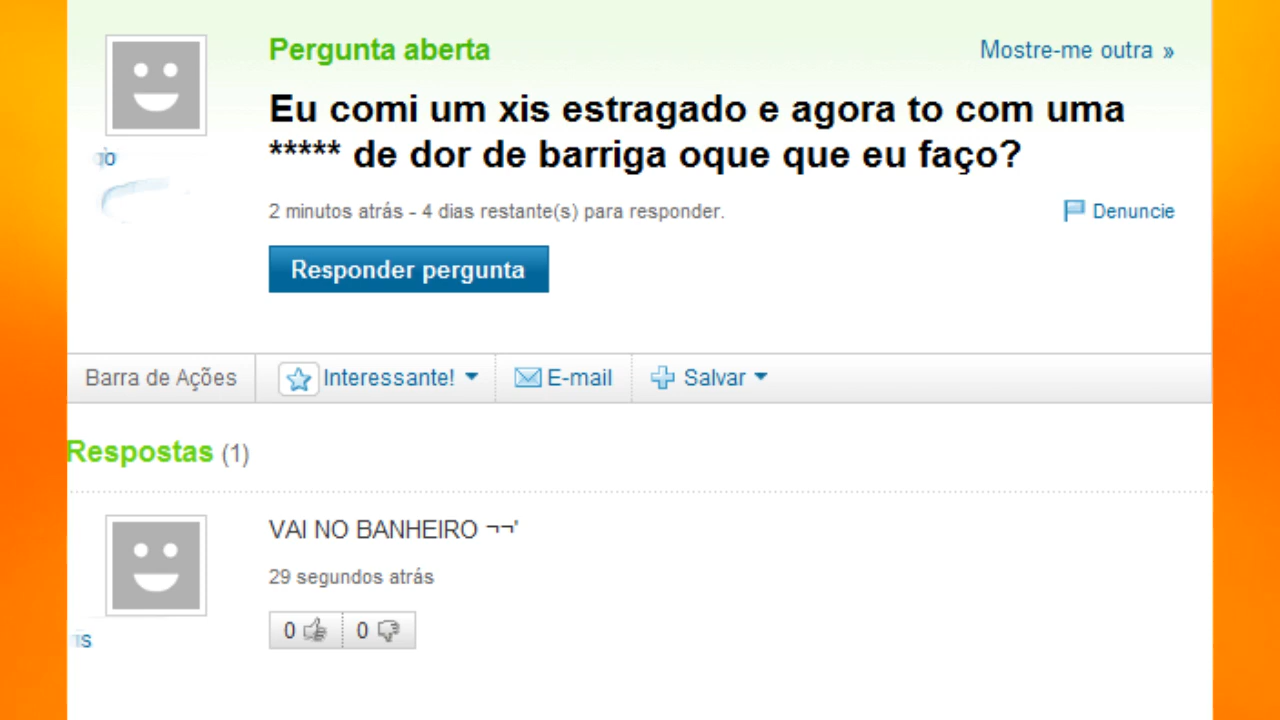 Pergunta aberta
Mostre-me outra »
Eu comi um xis estragado e agora to com uma
***** de dor de barriga oque que eu faço?
2 minutos atrás - 4 dias restante(s) para responder.
Denuncie
Responder pergunta
Barra de Ações
Interessante!
E-mail
Salvar
Respostas (1)
VAI NO BANHEIRO ¬¬'
29 segundos atrás
0
0